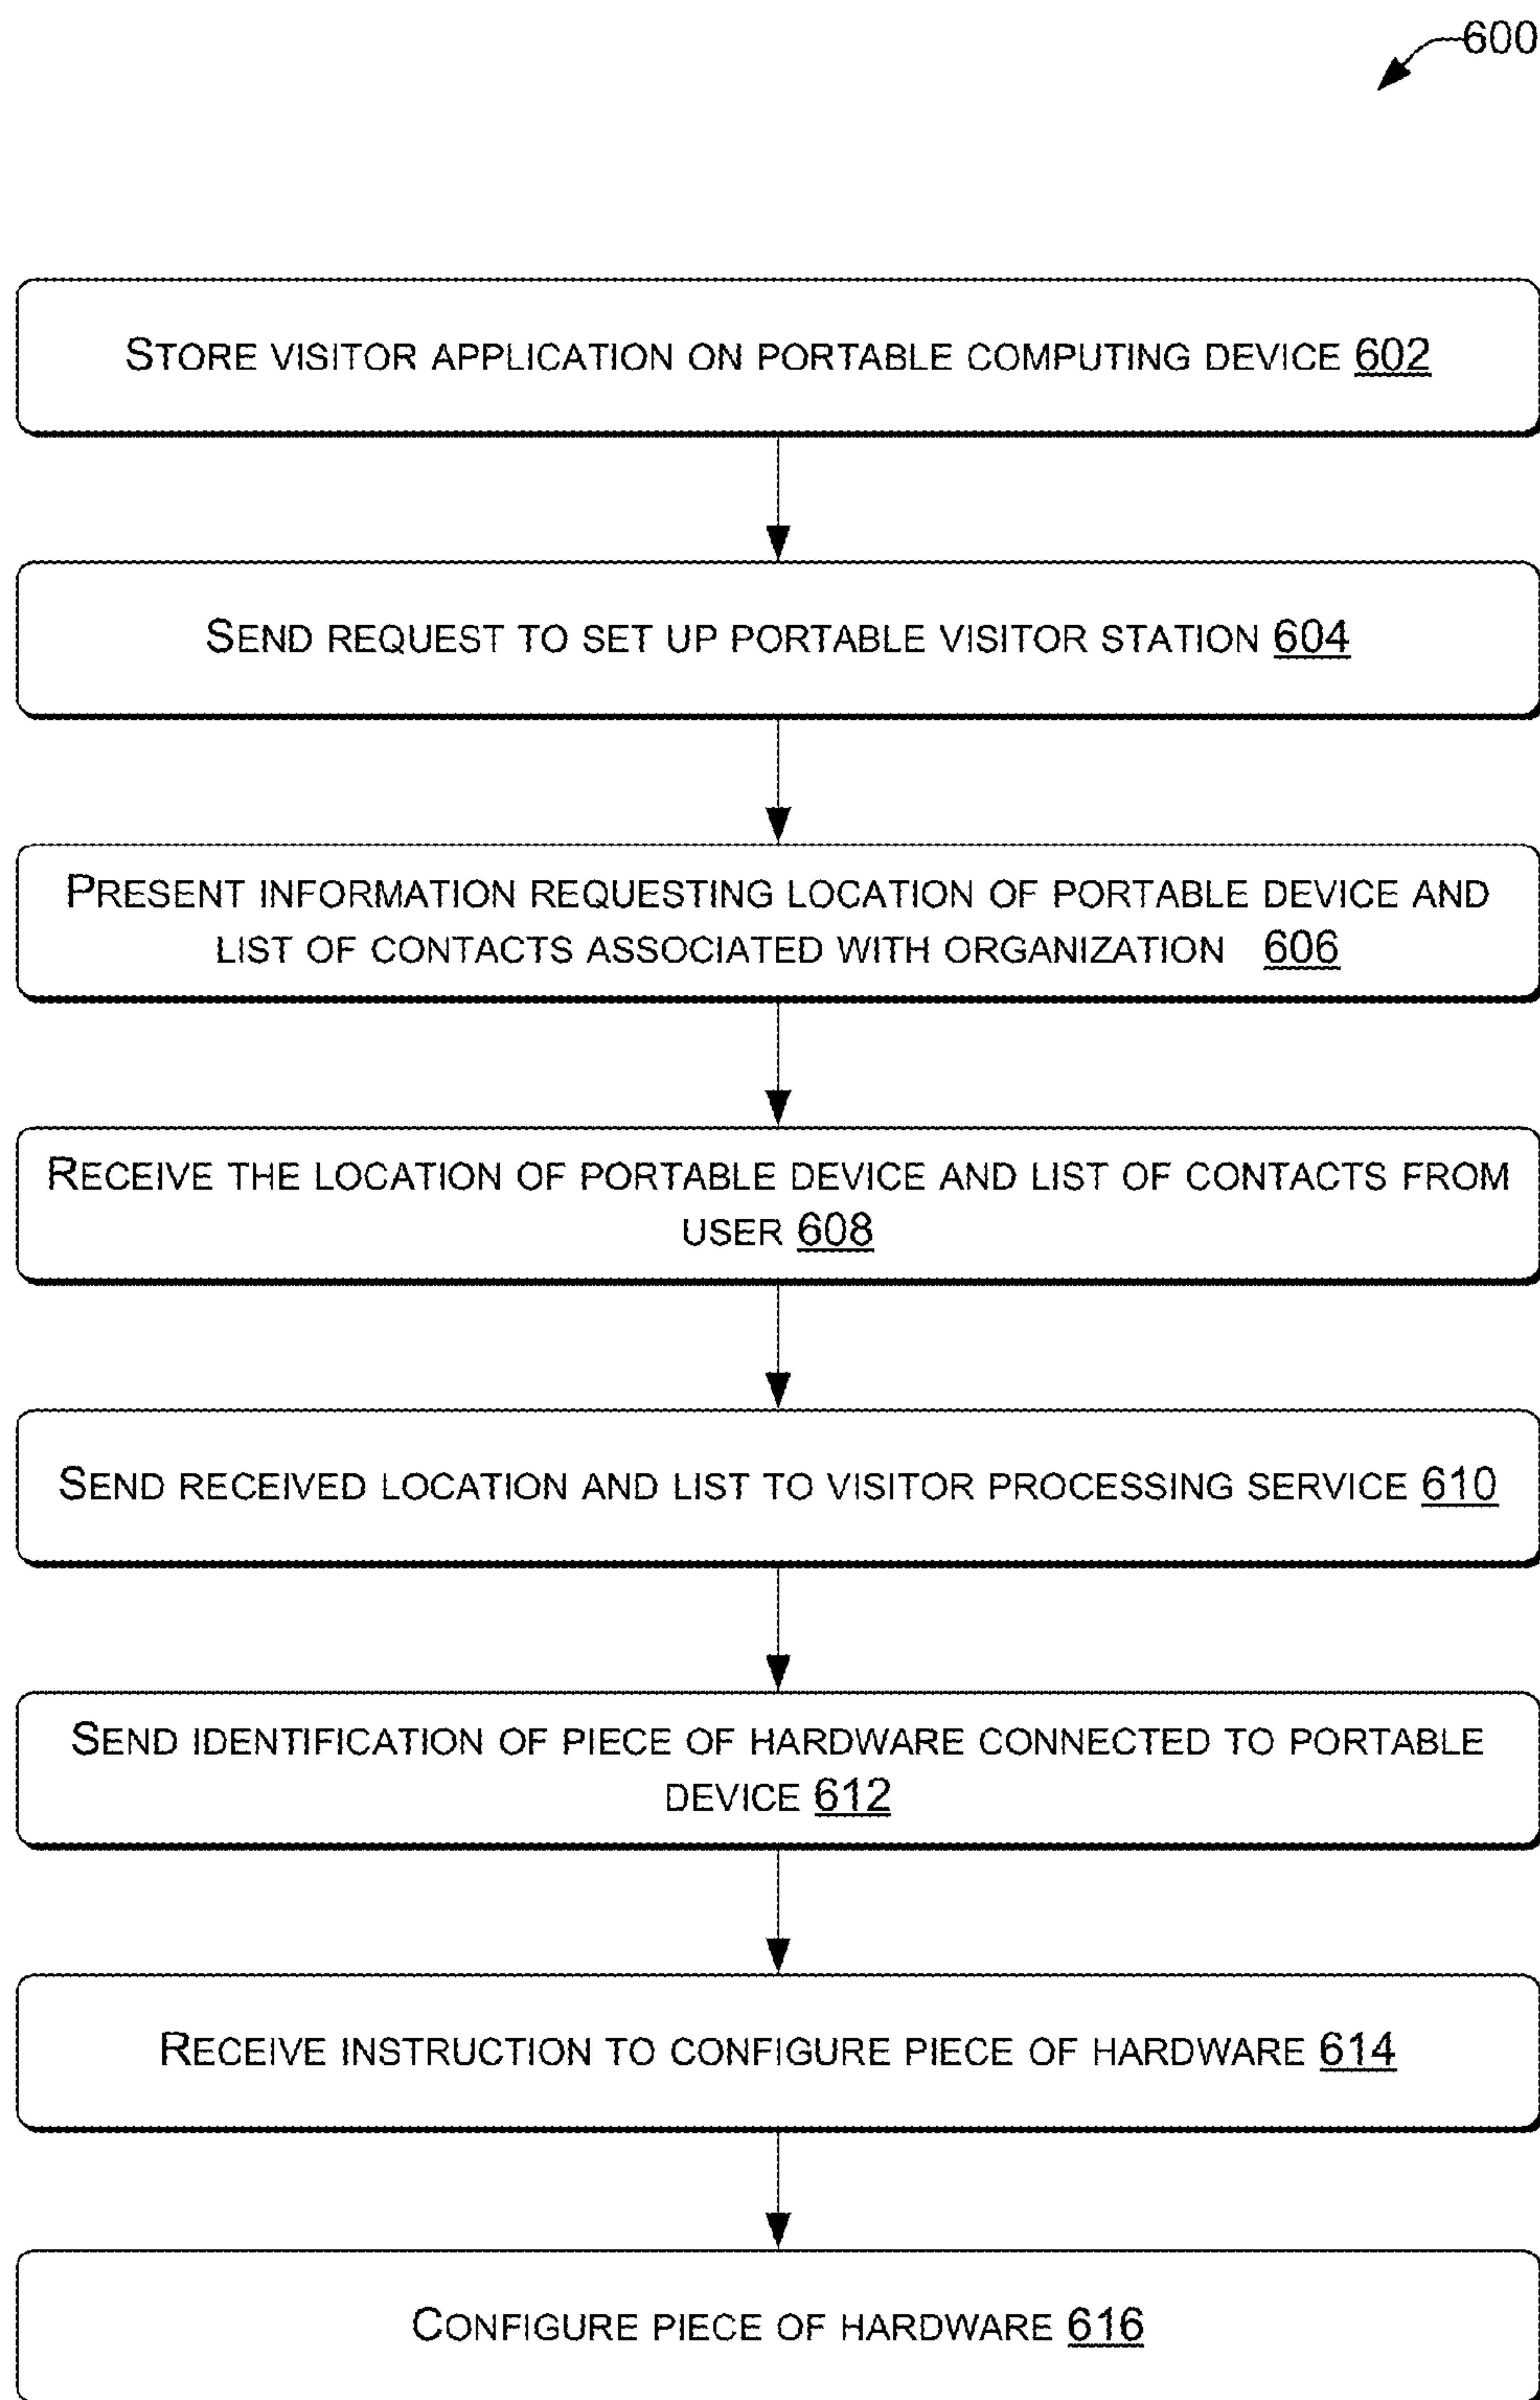 600
STORE VISITOR APPLICATION ON PORTABLE COMPUTING DEVICE 602
SEND REQUEST TO SET UP PORTABLE VISITOR STATION 604
PRESENT INFORMATION REQUESTING LOCATION OF PORTABLE DEVICE AND
LIST OF CONTACTS ASSOCIATED WITH ORGANIZATION 606
RECEIVE THE LOCATION OF PORTABLE DEVICE AND LIST OF CONTACTS FROM
USER 608
SEND RECEIVED LOCATION AND LIST TO VISITOR PROCESSING SERVICE 610
SEND IDENTIFICATION OF PIECE OF HARDWARE CONNECTED TO PORTABLE
DEVICE 612
RECEIVE INSTRUCTION TO CONFIGURE PIECE OF HARDWARE 614
CONFIGURE PIECE OF HARDWARE 616